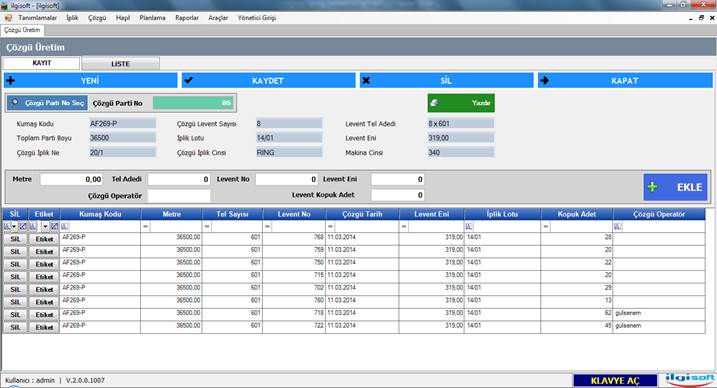 ilgisoft - [Çözgü Üretim]
Tanımlamalar İplik Çözgü Haşıl Planlama Raporlar Araçlar Yönetici Girişi
Çözgü Üretim
Çözgü Üretim
KAYIT LİSTE
YENİ KAYDET SİL KAPAT
Çözgü Parti No Seç Çözgü Parti No 86 Yazdır
Kumaş Kodu AF269-P Çözgü Levent Sayısı 8 Levent Tel Adedi 8 x 601
Toplam Parti Boyu 36500 İplik Lotu 14/01 Levent Eni 319,00
Çözgü İplik Ne 20/1 Çözgü İplik Cinsi RING Makina Cinsi 340
Metre 0,00 Tel Adedi 0 Levent No 0 Levent Eni 0
Çözgü Operatör Levent Kopuk Adet 0
EKLE
SİL Etiket Kumaş Kodu Metre Tel Sayısı Levent No Çözgü Tarih Levent Eni İplik Lotu Kopuk Adet Çözgü Operatör
SİL Etiket AF269-P 36500,00 601 768 11.03.2014 319,00 14/01 28
SİL Etiket AF269-P 36500,00 601 759 11.03.2014 319,00 14/01 20
SİL Etiket AF269-P 36500,00 601 750 11.03.2014 319,00 14/01 22
SİL Etiket AF269-P 36500,00 601 715 11.03.2014 319,00 14/01 20
SİL Etiket AF269-P 36500,00 601 702 11.03.2014 319,00 14/01 29
SİL Etiket AF269-P 36500,00 601 760 11.03.2014 319,00 14/01 13
SİL Etiket AF269-P 36500,00 601 718 11.03.2014 319,00 14/01 62 gülsenem
SİL Etiket AF269-P 36500,00 601 722 11.03.2014 319,00 14/01 45 gülsenem
Kullanıcı : admin | V.2.0.0.1007 KLAVYE AÇ ilgisoft